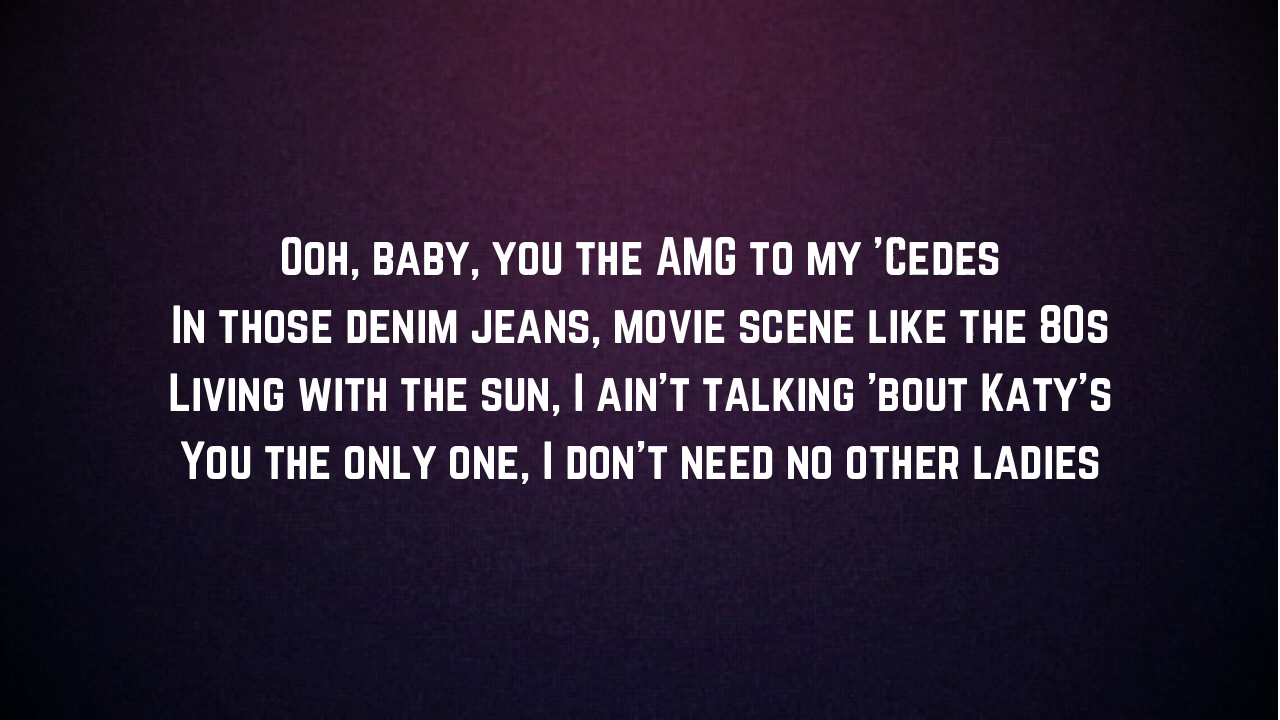 Ooh, baby, you the AMG to my 'Cedes
In those denim jeans, movie scene like the 80s
Living with the sun, I ain't talking 'bout Katy's
You the only one, I don't need no other ladies